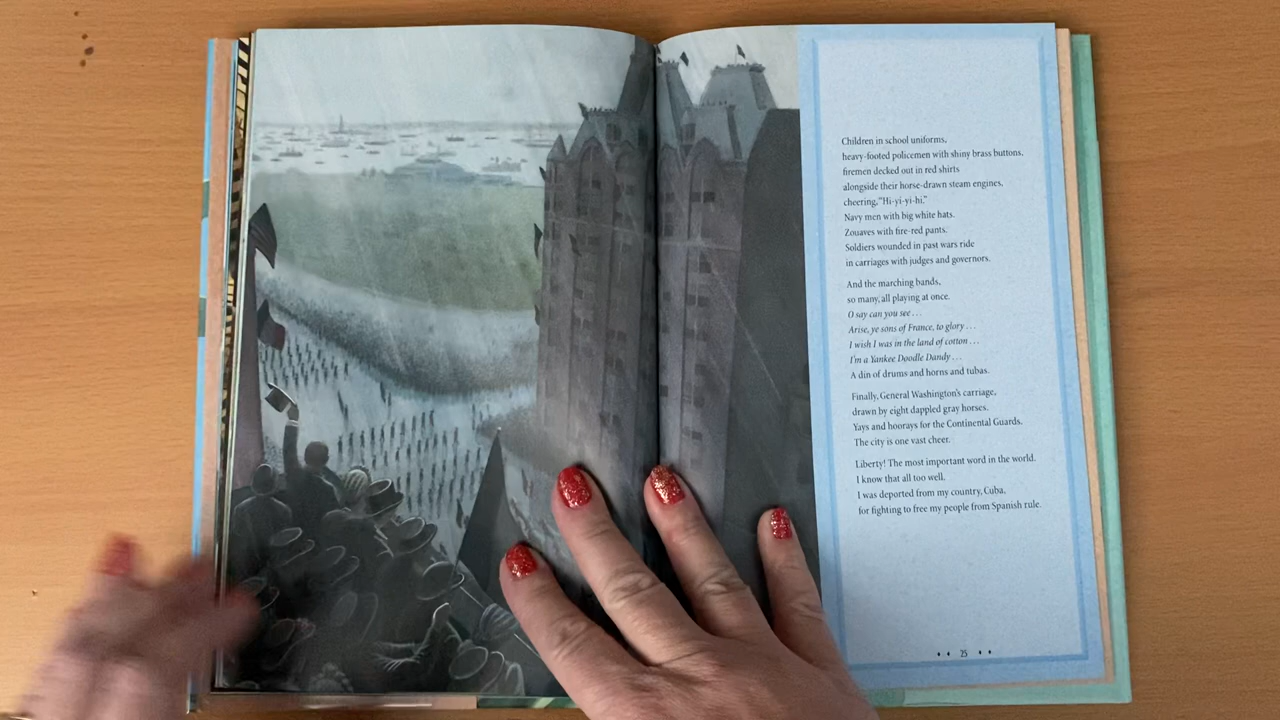 Children in school uniforms,
heavy-footed policemen with shiny brass buttons,
firemen decked out in red shirts
alongside their horse-drawn steam engines,
cheering, "Hi-yi-yi-hi."
Navy men with big white hats.
Zouaves with fire-red pants.
Soldiers wounded in past wars ride
in carriages with judges and governors.
And the marching bands,
so many, all playing at once.
O say can you see . . .
Arise, ye sons of France, to glory . . .
I wish I was in the land of cotton . . .
I'm a Yankee Doodle Dandy . . .
A din of drums and horns and tubas.
Finally, General Washington's carriage,
drawn by eight dappled gray horses.
Yays and hoorays for the Continental Guards.
The city is one vast cheer.
Liberty! The most important word in the world.
I know that all too well.
I was deported from my country, Cuba,
for fighting to free my people from Spanish rule.
25